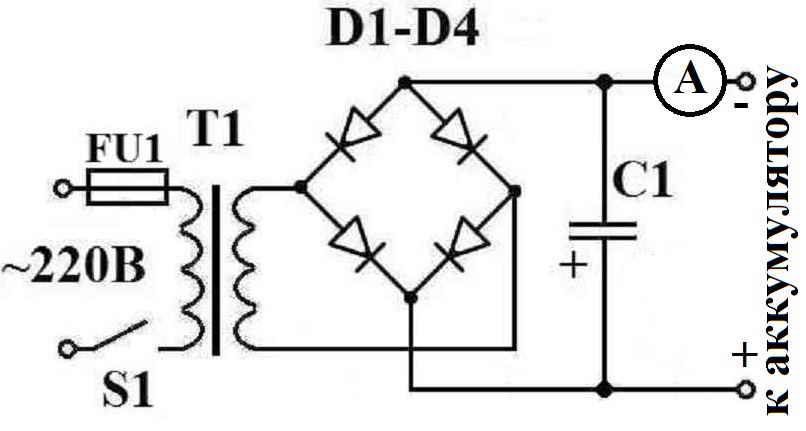 D1-D4
FU1
T1
A
-
C1
~220В
+
+
S1
к аккумулятору